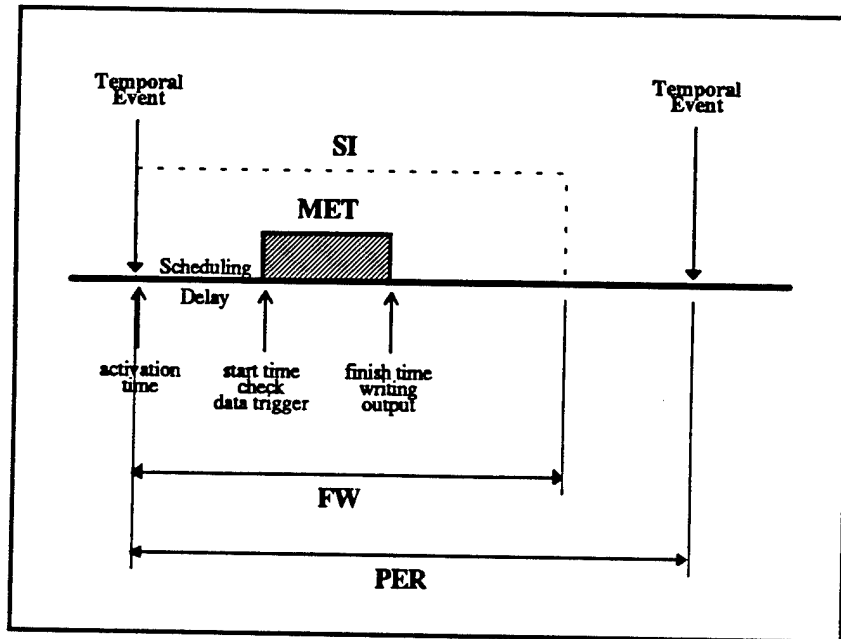 Temporal
Event
Temporal
Event
SI
MET
Scheduling
Delay
activation
time
start time
check
data trigger
finish time
writing
output
FW
PER